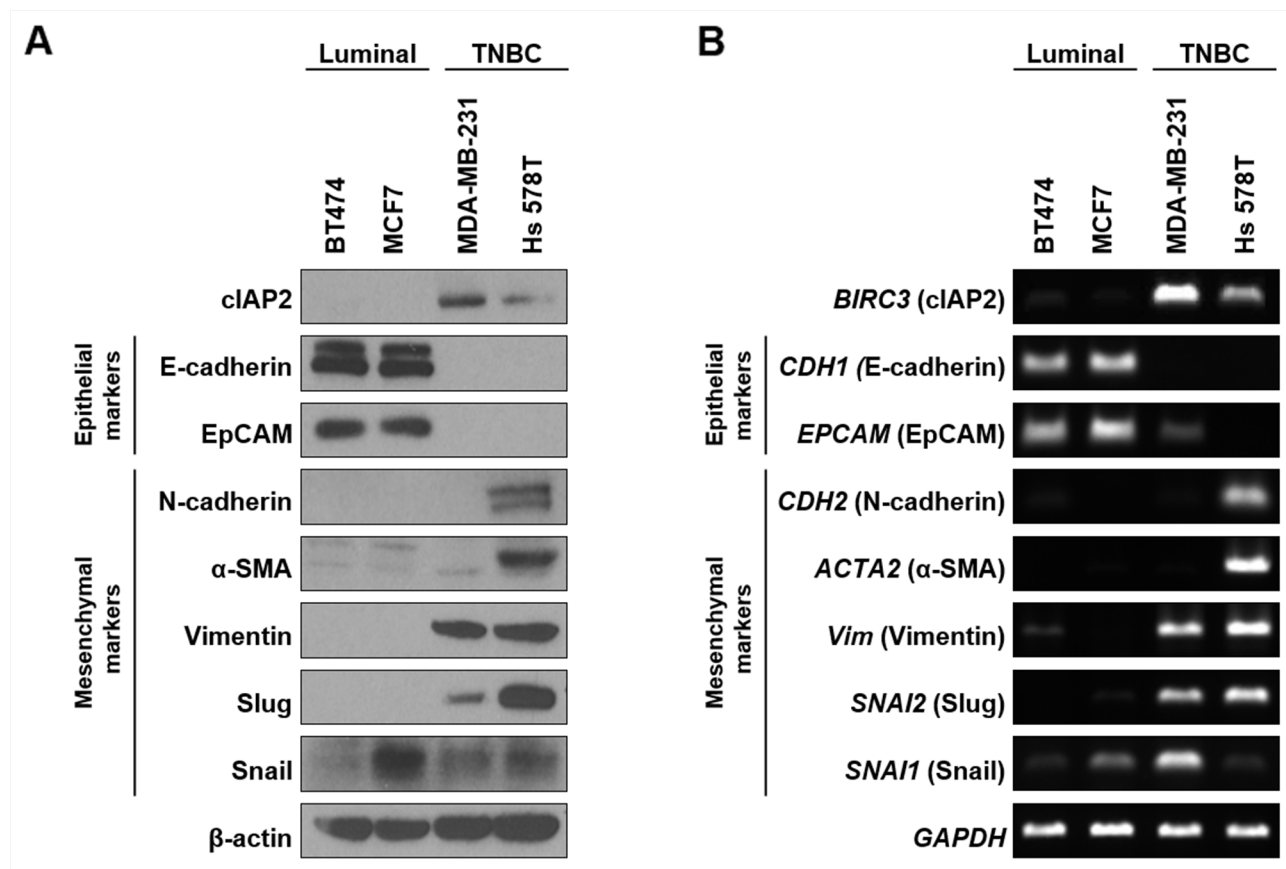 A
Luminal
TNBC
BT474
MCF7
MDA-MB-231
Hs 578T
cIAP2
Epithelial
markers
E-cadherin
EpCAM
Mesenchymal
markers
N-cadherin
α-SMA
Vimentin
Slug
Snail
β-actin
B
Luminal
TNBC
BT474
MCF7
MDA-MB-231
Hs 578T
BIRC3 (cIAP2)
Epithelial
markers
CDH1 (E-cadherin)
EPCAM (EpCAM)
Mesenchymal
markers
CDH2 (N-cadherin)
ACTA2 (α-SMA)
Vim (Vimentin)
SNAI2 (Slug)
SNAI1 (Snail)
GAPDH